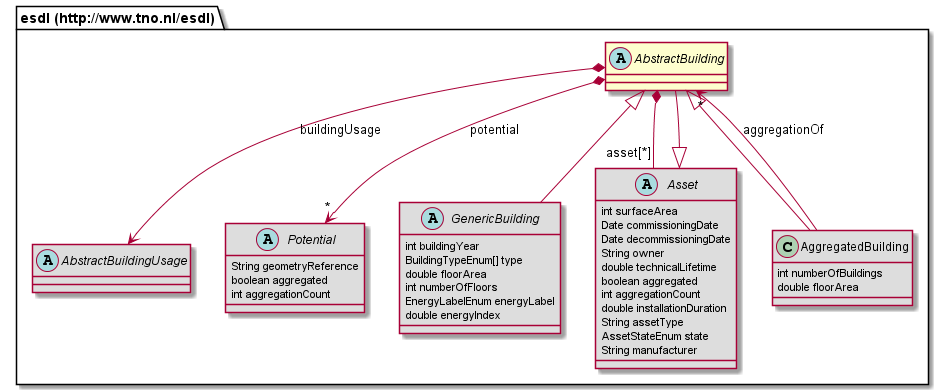 esdl (http://www.tno.nl/esdl)
A AbstractBuilding
*
buildingUsage
potential
aggregationOf
asset[*]
A Asset
int surfaceArea
Date commissioningDate
Date decommissioningDate
String owner
double technicalLifetime
boolean aggregated
int aggregationCount
double installationDuration
String assetType
AssetStateEnum state
String manufacturer
*
A GenericBuilding
int buildingYear
BuildingTypeEnum[] type
double floorArea
int numberOfFloors
EnergyLabelEnum energyLabel
double energyIndex
A Potential
String geometryReference
boolean aggregated
int aggregationCount
C AggregatedBuilding
int numberOfBuildings
double floorArea
A AbstractBuildingUsage